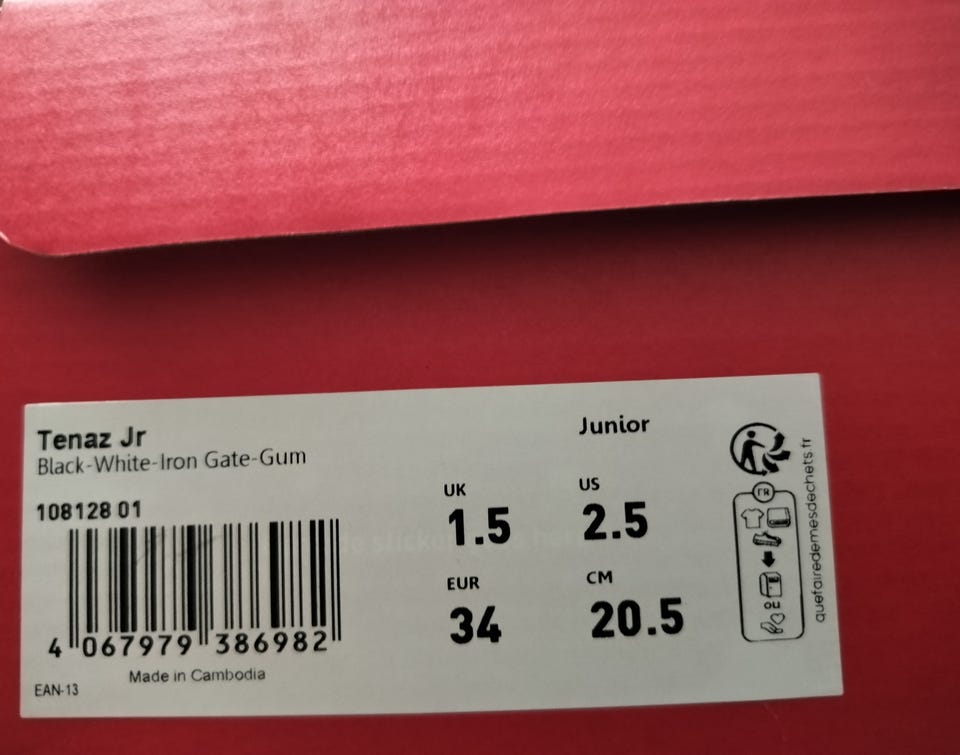 Tenaz Jr
Black-White-Iron Gate-Gum
108128 01
4 067979 386982
Made in Cambodia
EAN-13
Junior
UK
1.5
US
2.5
EUR
34
CM
20.5
FR
OU
quefairedemesdechets.fr